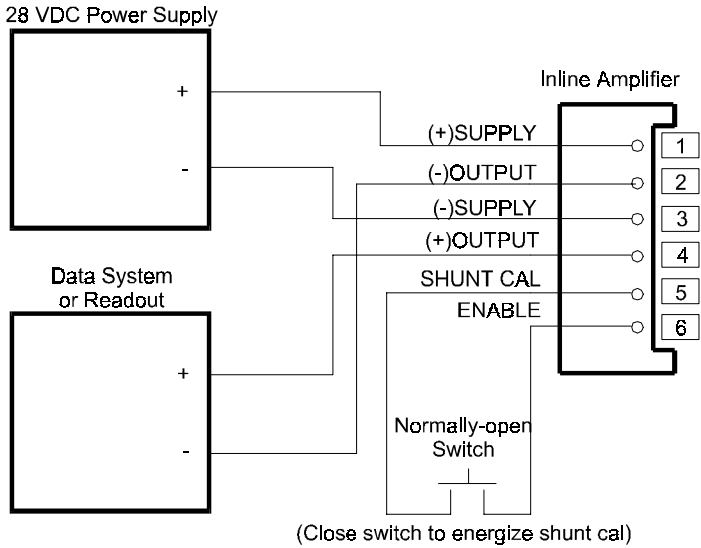 28 VDC Power Supply
+
-
Inline Amplifier
(+)SUPPLY
1
(-)OUTPUT
2
(-)SUPPLY
3
(+)OUTPUT
4
SHUNT CAL
5
ENABLE
6
Data System
or Readout
+
-
Normally-open
Switch
(Close switch to energize shunt cal)